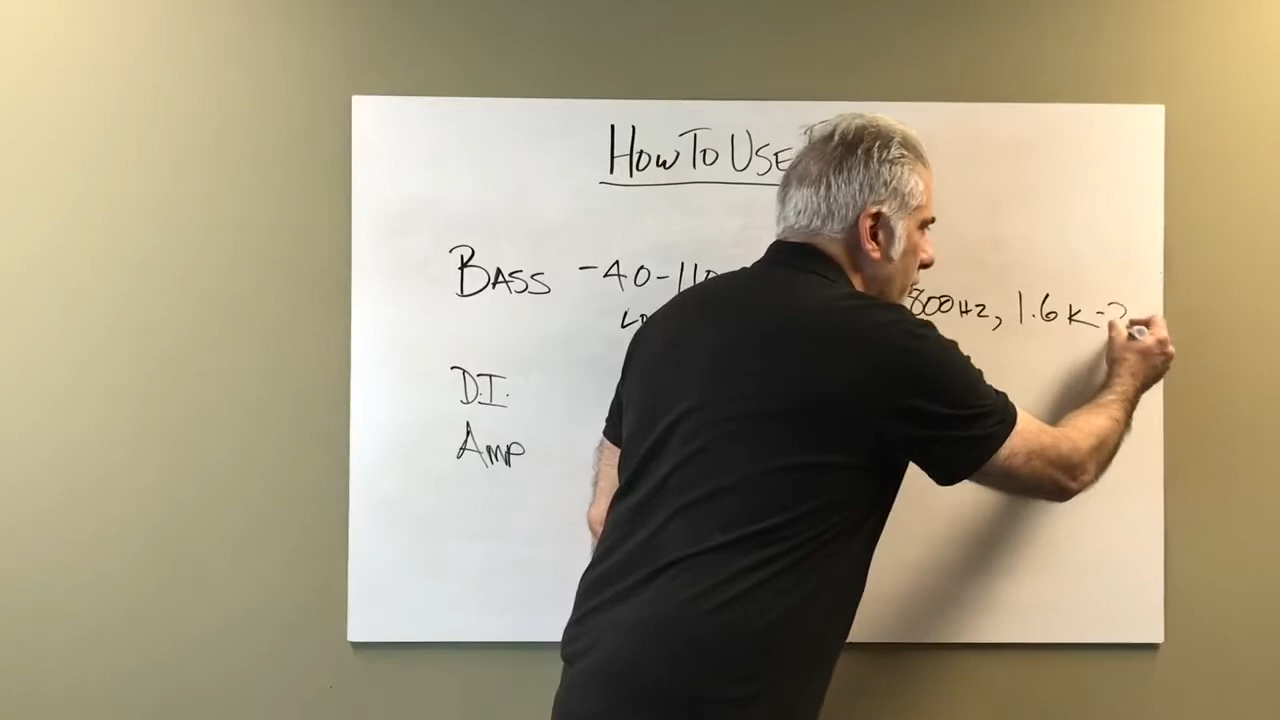 How To Use
Bass -40-110
800Hz, 1.6K-
D.I.
Amp